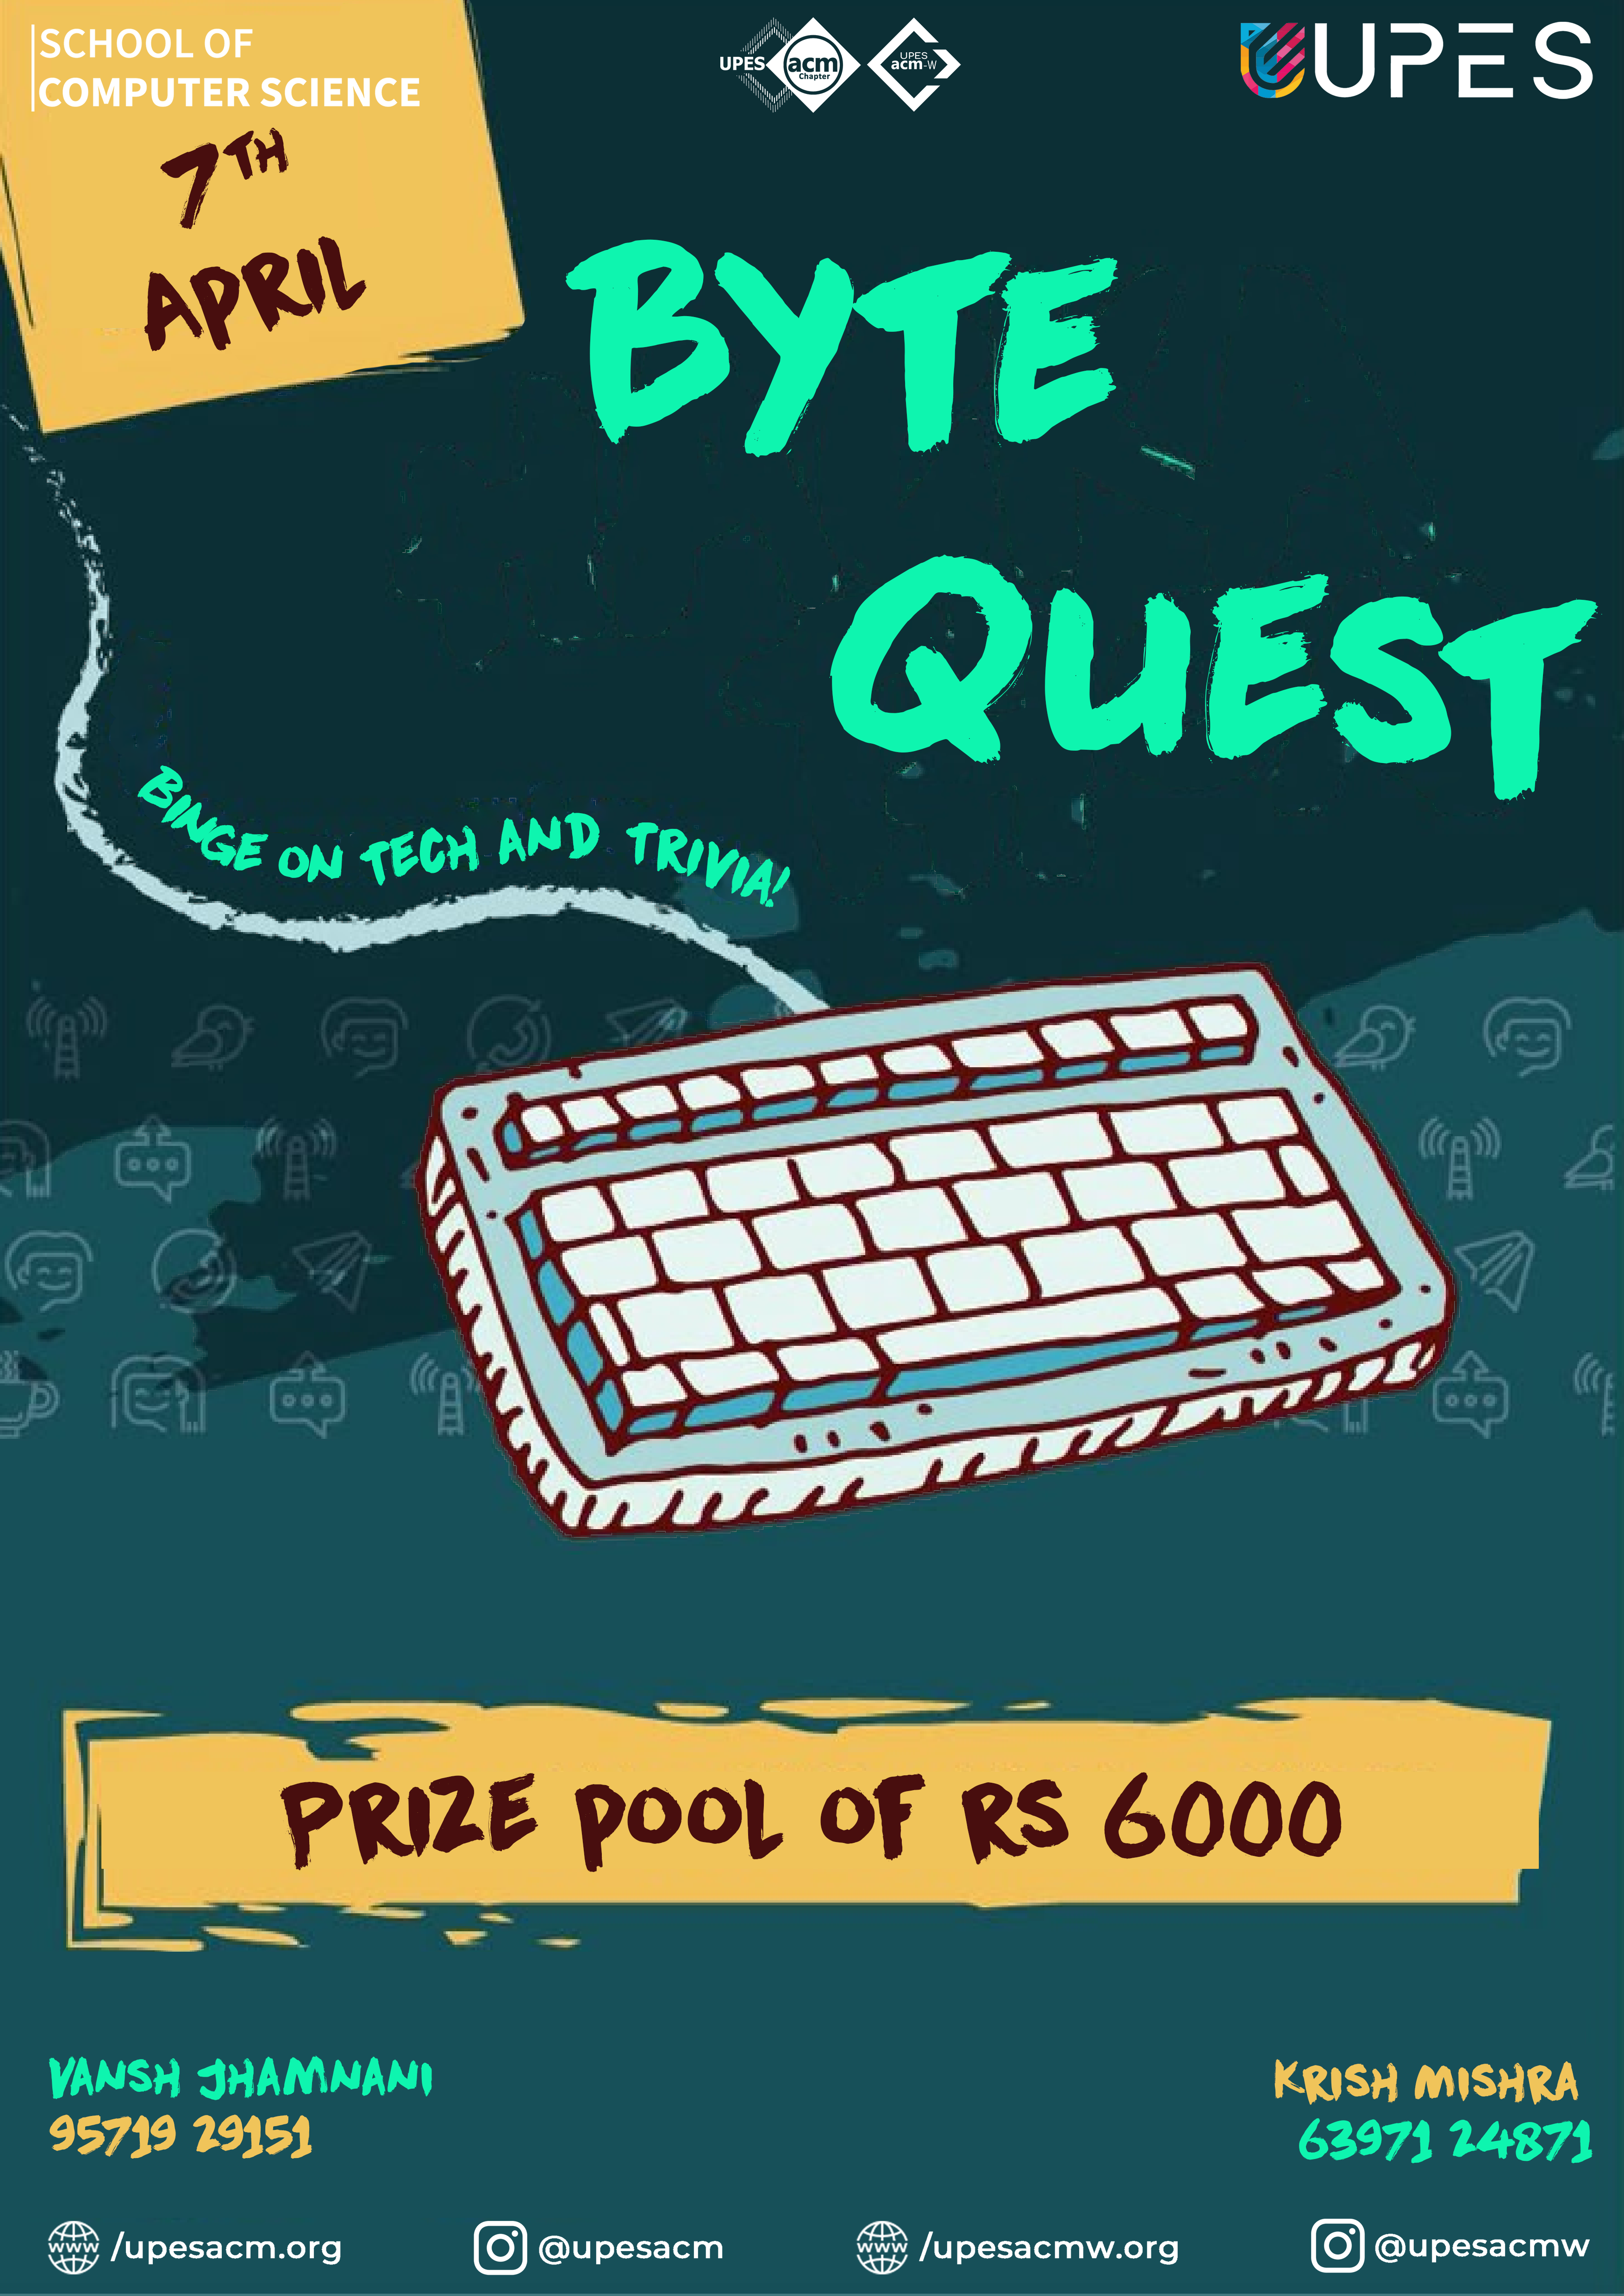 SCHOOL OF
COMPUTER SCIENCE
UPES acm Chapter
UPES acm-W
UPES
7TH
APRIL
BYTE
QUEST
BINGE ON TECH AND TRIVIA!
PRIZE POOL OF RS 6000
VANSH JHAMNANI
95719 29151
KRISH MISHRA
63971 24871
www /upesacm.org
@upesacm
www /upesacmw.org
@upesacmw